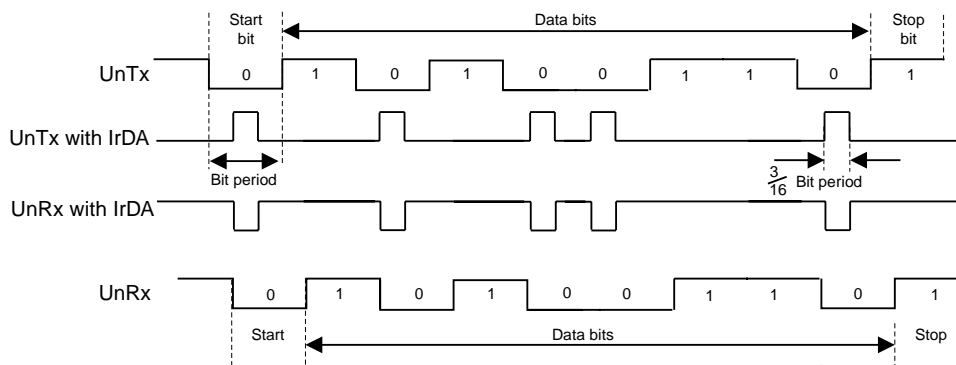 Start
bit
Data bits
Stop
bit
UnTx
0 1 0 1 0 0 1 1 0 1
UnTx with IrDA
Bit period
3/16 Bit period
UnRx with IrDA
UnRx
0 1 0 1 0 0 1 1 0 1
Start
Data bits
Stop